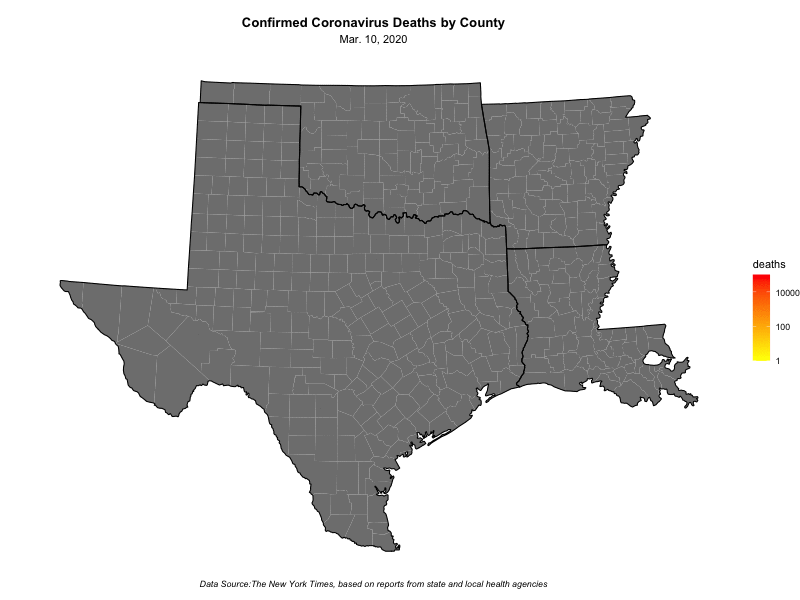 Confirmed Coronavirus Deaths by County
Mar. 10, 2020
deaths
10000
100
1
Data Source:The New York Times, based on reports from state and local health agencies